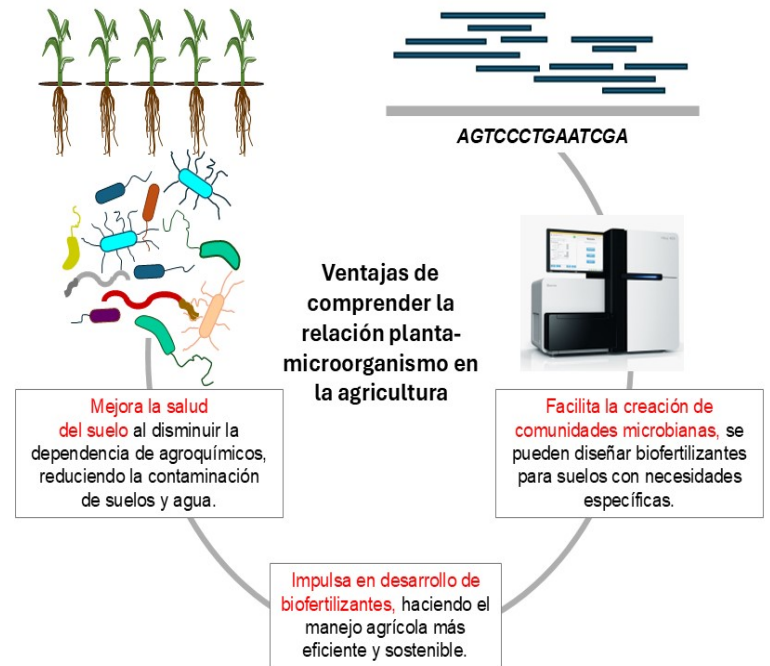 AGTCCCTGAATCGA
Ventajas de
comprender la
relación planta-
microorganismo en
la agricultura
Mejora la salud
del suelo al disminuir la
dependencia de agroquímicos,
reduciendo la contaminación
de suelos y agua.
Facilita la creación de
comunidades microbianas, se
pueden diseñar biofertilizantes
para suelos con necesidades
específicas.
Impulsa en desarrollo de
biofertilizantes, haciendo el
manejo agrícola más
eficiente y sostenible.